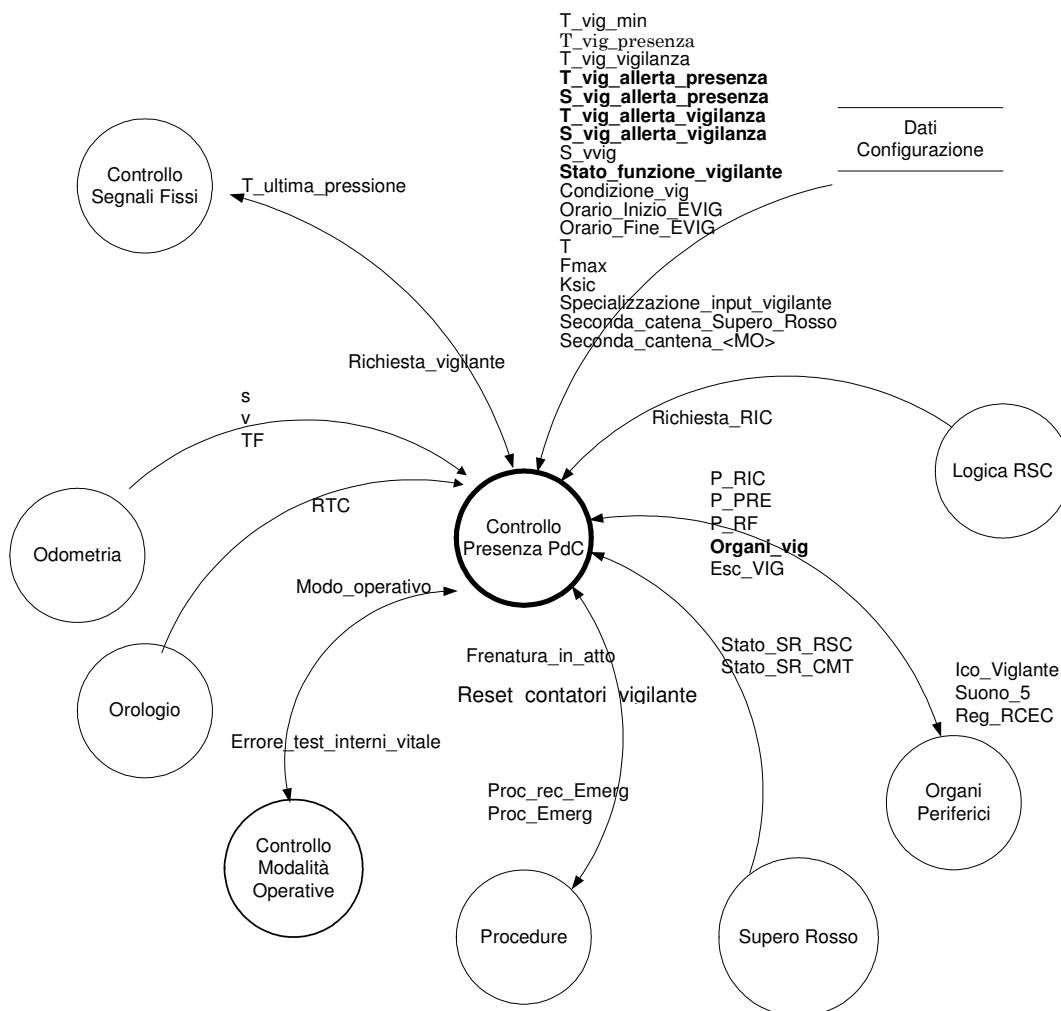 T_vig_min
T_vig_presenza
T_vig_vigilanza
T_vig_allerta_presenza
S_vig_allerta_presenza
T_vig_allerta_vigilanza
S_vig_allerta_vigilanza
S_vvig
Stato_funzione_vigilante
Condizione_vig
Orario_Inizio_EVIG
Orario_Fine_EVIG
T
Fmax
Ksic
Specializzazione_input_vigilante
Seconda_catena_Supero_Rosso
Seconda_cantena_<MO>
Dati
Configurazione
Controllo
Segnali Fissi
T_ultima_pressione
Richiesta_vigilante
s
v
TF
Richiesta_RIC
Logica RSC
P_RIC
P_PRE
P_RF
Organi_vig
Esc_VIG
RTC
Controllo
Presenza PdC
Odometria
Modo_operativo
Stato_SR_RSC
Stato_SR_CMT
Frenatura_in_atto
Reset contatori vigilante
Ico_Viglante
Suono_5
Reg_RCEC
Orologio
Errore_test_interni_vitale
Proc_rec_Emerg
Proc_Emerg
Organi
Periferici
Controllo
Modalità
Operative
Procedure
Supero Rosso